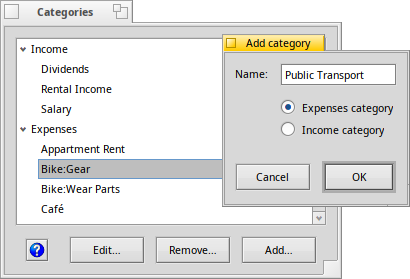 Categories
Income
Dividends
Rental Income
Salary
Expenses
Appartment Rent
Bike:Gear
Bike:Wear Parts
Café
Edit...
Remove...
Add...
Add category
Name:
Public Transport
Expenses category
Income category
Cancel
OK